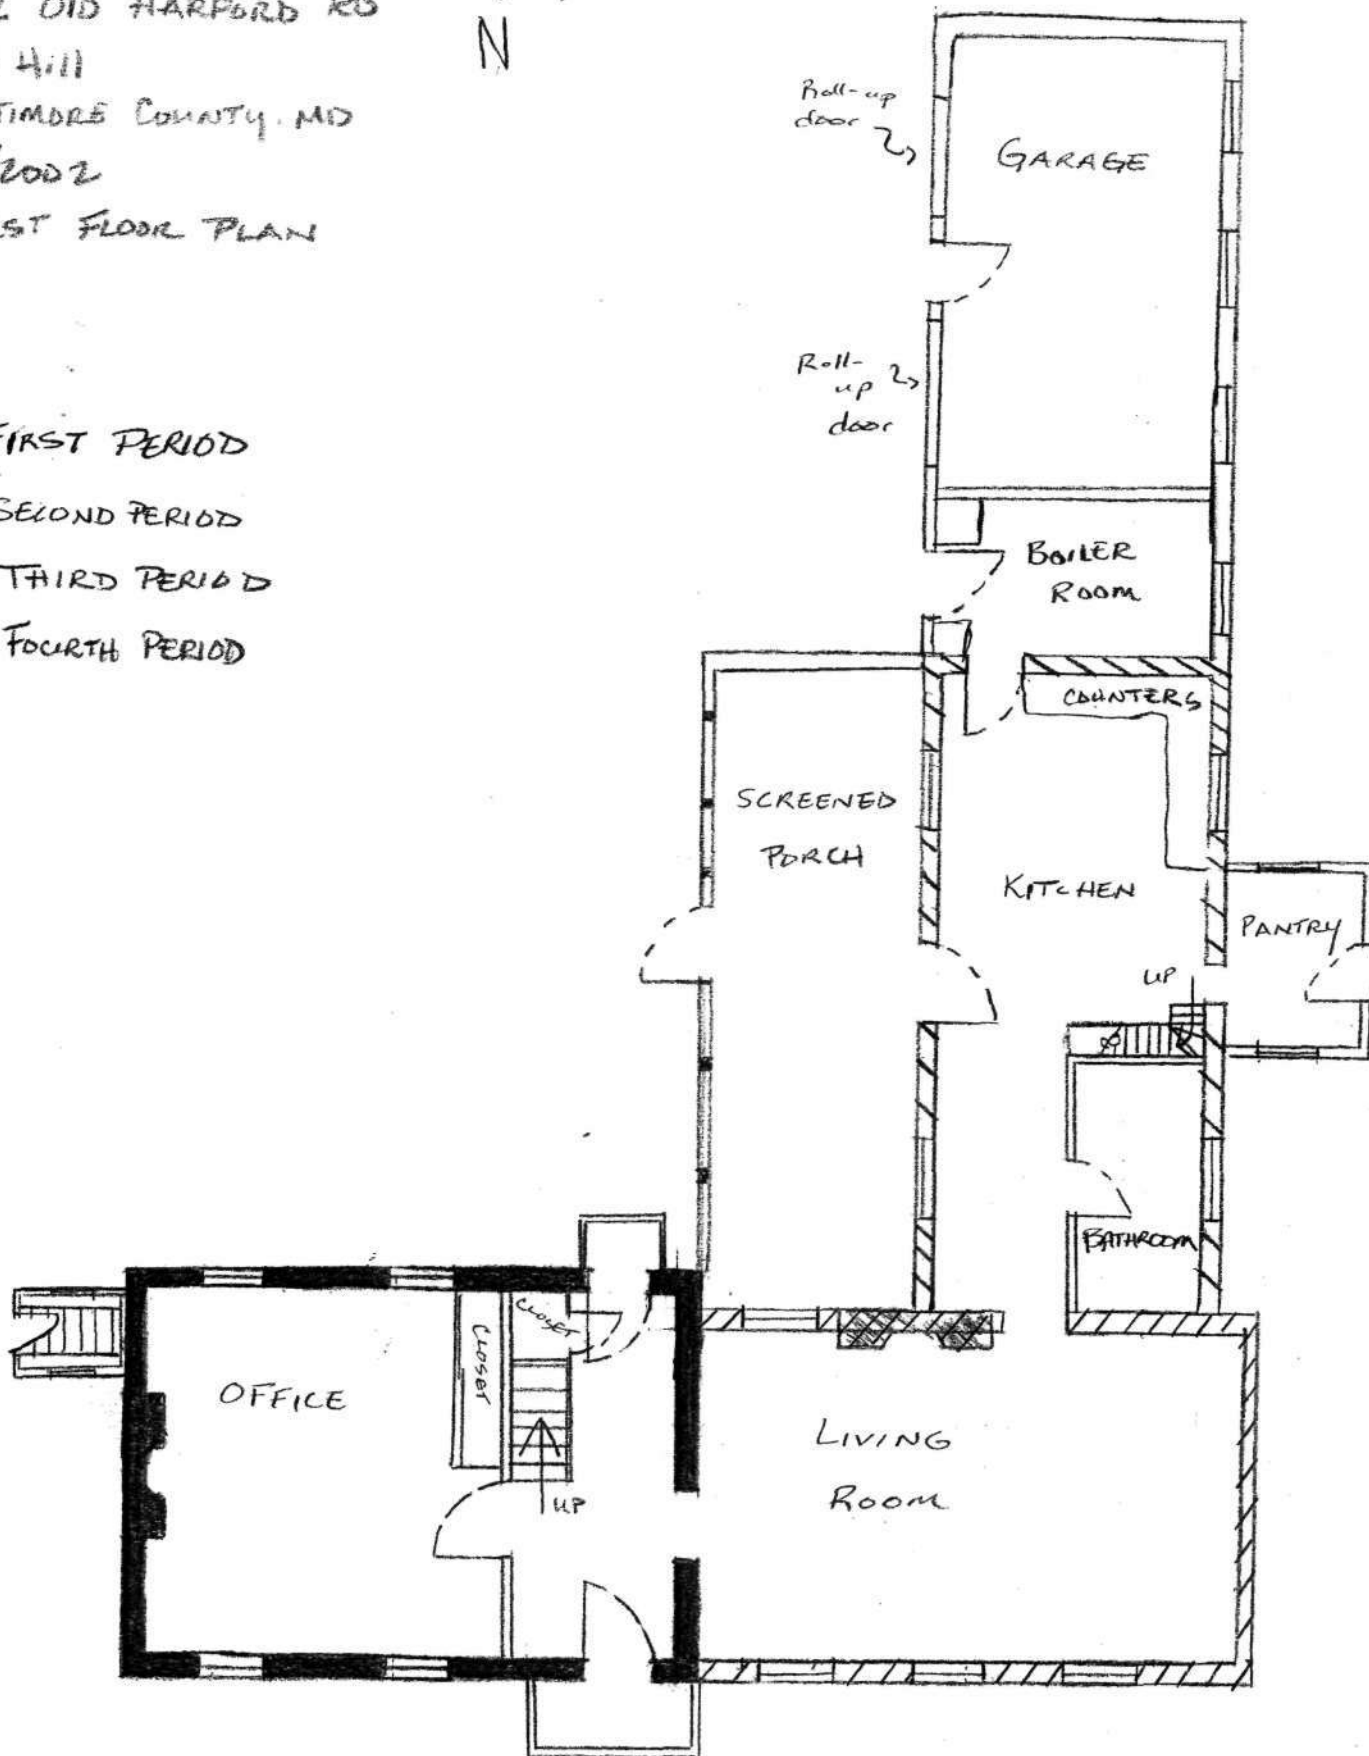 OLD HARFORD RD
N
Hill
TIMORE COUNTY. MD
2002
ST FLOOR PLAN
FIRST PERIOD
SECOND PERIOD
THIRD PERIOD
FOURTH PERIOD
Roll-up
door
GARAGE
Roll-
up
door
BOILER
ROOM
COUNTERS
SCREENED
PORCH
KITCHEN
PANTRY
UP
BATHROOM
CLOSET
CLOSET
OFFICE
UP
LIVING
ROOM